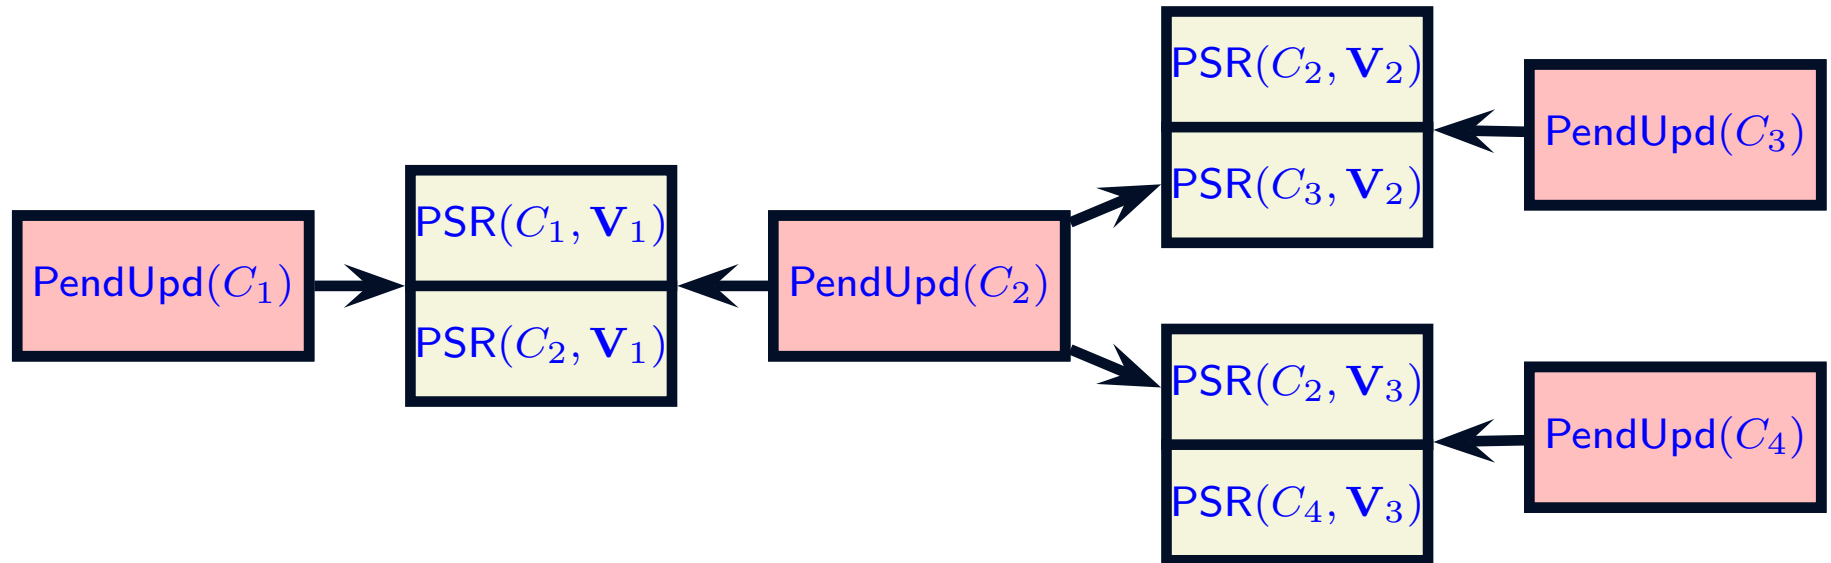 PendUpd(C₁)
PSR(C₁, V₁)
PSR(C₂, V₁)
PendUpd(C₂)
PSR(C₂, V₂)
PSR(C₃, V₂)
PendUpd(C₃)
PSR(C₂, V₃)
PSR(C₄, V₃)
PendUpd(C₄)